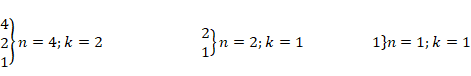 4
2
1} n = 4; k = 2
2
1} n = 2; k = 1
1} n = 1; k = 1